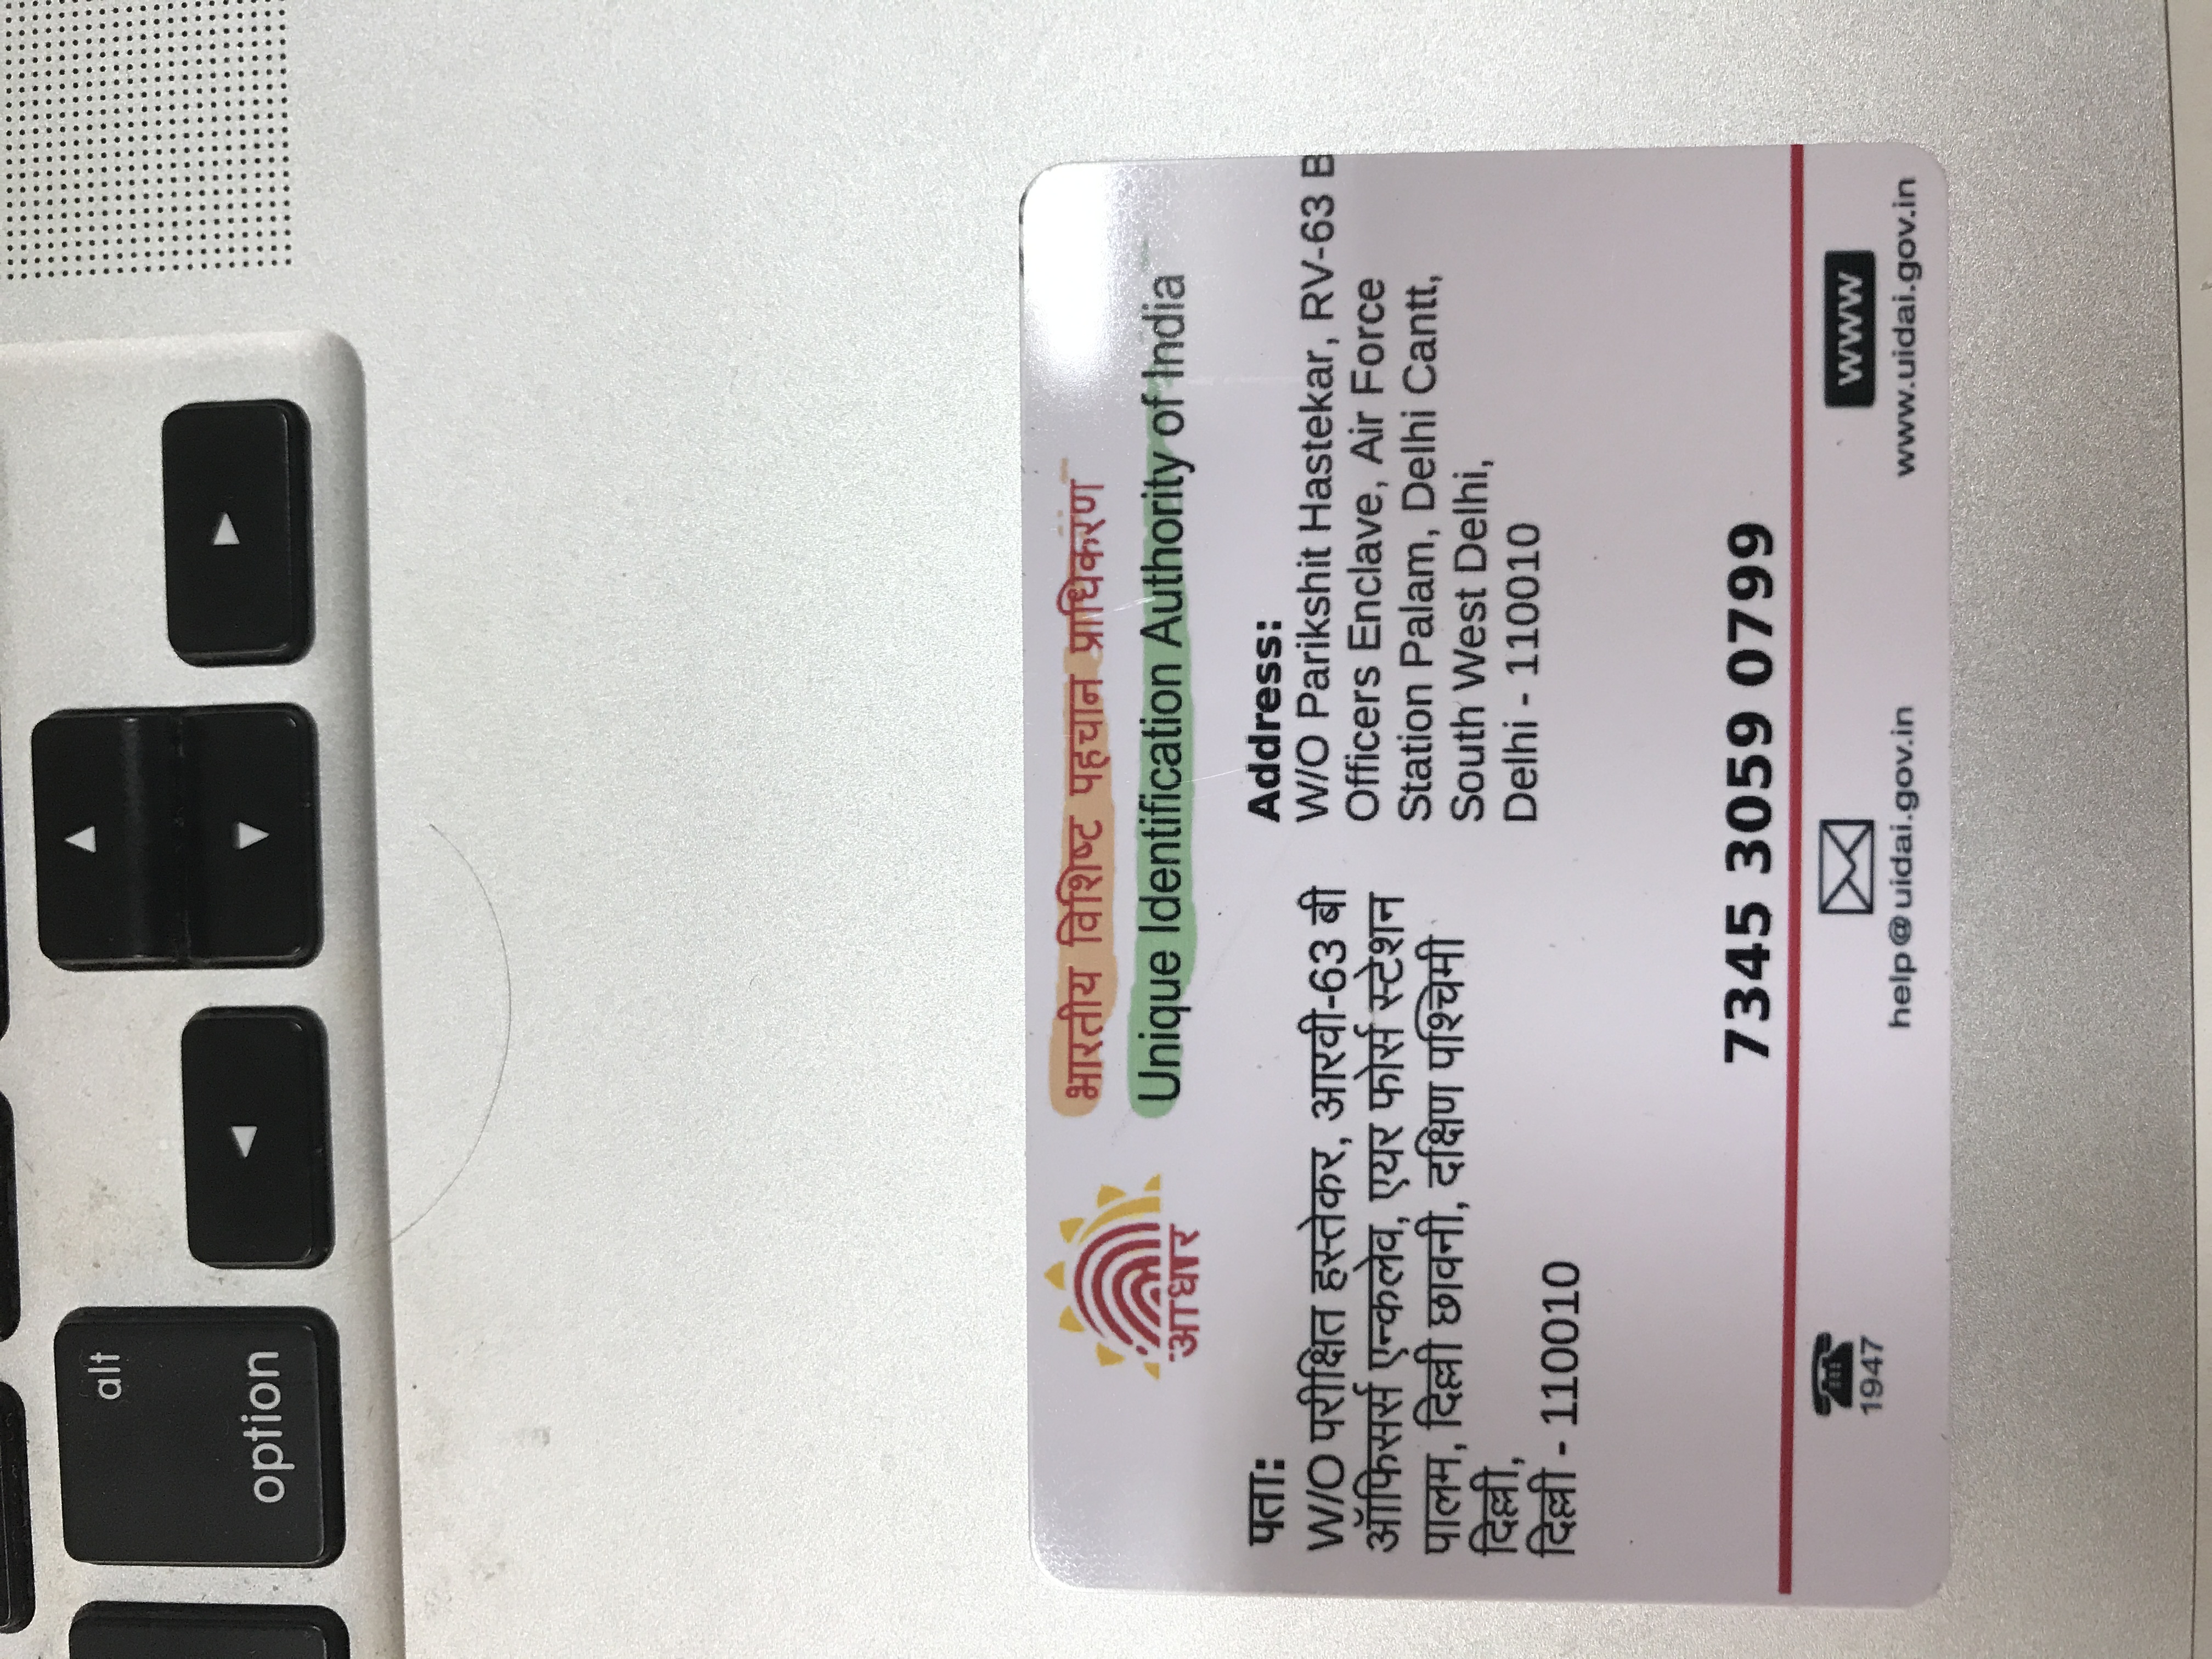 भारतीय विशिष्ट पहचान प्राधिकरण
Unique Identification Authority of India
आधार
पता:
W/O परीक्षित हस्तेकर, आरवी-63 बी
ऑफिसर्स एन्कलेव, एयर फोर्स स्टेशन
पालम, दिल्ली छावनी, दक्षिण पश्चिमी
दिल्ली,
दिल्ली - 110010
Address:
W/O Parikshit Hastekar, RV-63 B
Officers Enclave, Air Force
Station Palam, Delhi Cantt,
South West Delhi,
Delhi - 110010
7345 3059 0799
1947
help@uidai.gov.in
WWW
www.uidai.gov.in
alt
option